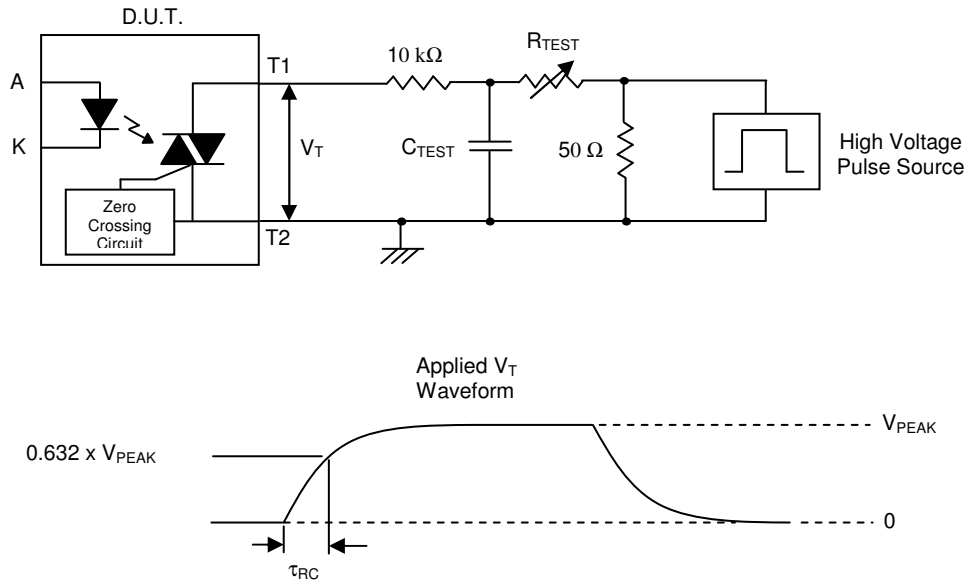 D.U.T.
A
K
Zero
Crossing
Circuit
T1
V_T
T2
10 kΩ
C_TEST
R_TEST
50 Ω
High Voltage
Pulse Source
Applied V_T
Waveform
0.632 x V_PEAK
V_PEAK
0
τ_RC